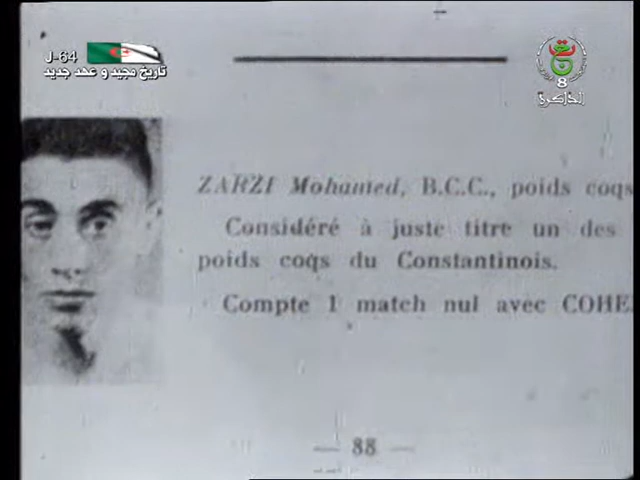 J-64
تاريخ مجيد و عهد جديد
8
الذاكرة
ZARZI Mohamed, B.C.C., poids coqs
Considéré à juste titre un des
poids coqs du Constantinois.
Compte 1 match nul avec COHE
— 88 —